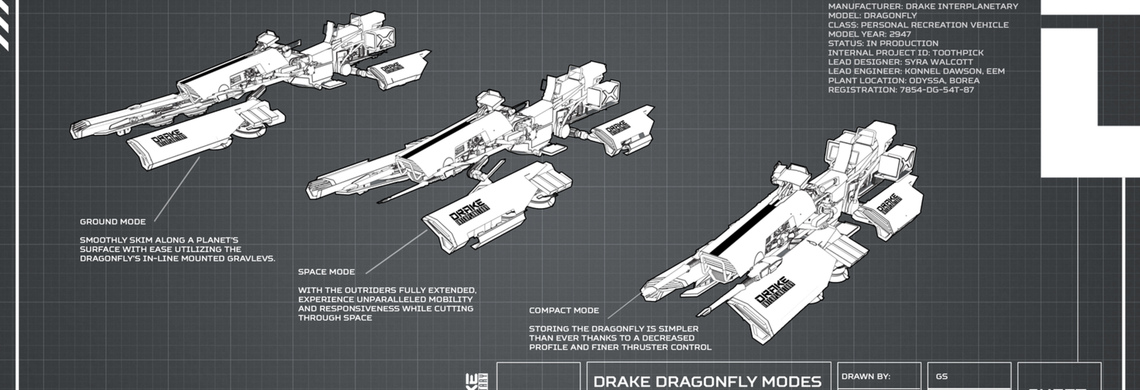 MANUFACTURER: DRAKE INTERPLANETARY
MODEL: DRAGONFLY
CLASS: PERSONAL RECREATION VEHICLE
MODEL YEAR: 2947
STATUS: IN PRODUCTION
INTERNAL PROJECT ID: TOOTHPICK
LEAD DESIGNER: SYRA WALCOTT
LEAD ENGINEER: KONNEL DAWSON, EEM
PLANT LOCATION: ODYSSA, BOREA
REGISTRATION: 7854-DG-54T-87
DRAKE
DRAKE
DRAKE
GROUND MODE
SMOOTHLY SKIM ALONG A PLANET'S
SURFACE WITH EASE UTILIZING THE
DRAGONFLY'S IN-LINE MOUNTED GRAVLEVS.
SPACE MODE
WITH THE OUTRIDERS FULLY EXTENDED,
EXPERIENCE UNPARALLELED MOBILITY
AND RESPONSIVENESS WHILE CUTTING
THROUGH SPACE
COMPACT MODE
STORING THE DRAGONFLY IS SIMPLER
THAN EVER THANKS TO A DECREASED
PROFILE AND FINER THRUSTER CONTROL
DRAKE DRAGONFLY MODES
DRAWN BY:
GS